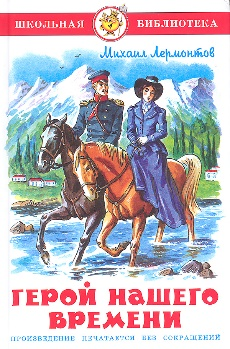 ШКОЛЬНАЯ БИБЛИОТЕКА
Михаил Лермонтов
ГЕРОЙ НАШЕГО
ВРЕМЕНИ
ПРОИЗВЕДЕНИЕ ПЕЧАТАЕТСЯ БЕЗ СОКРАЩЕНИЙ